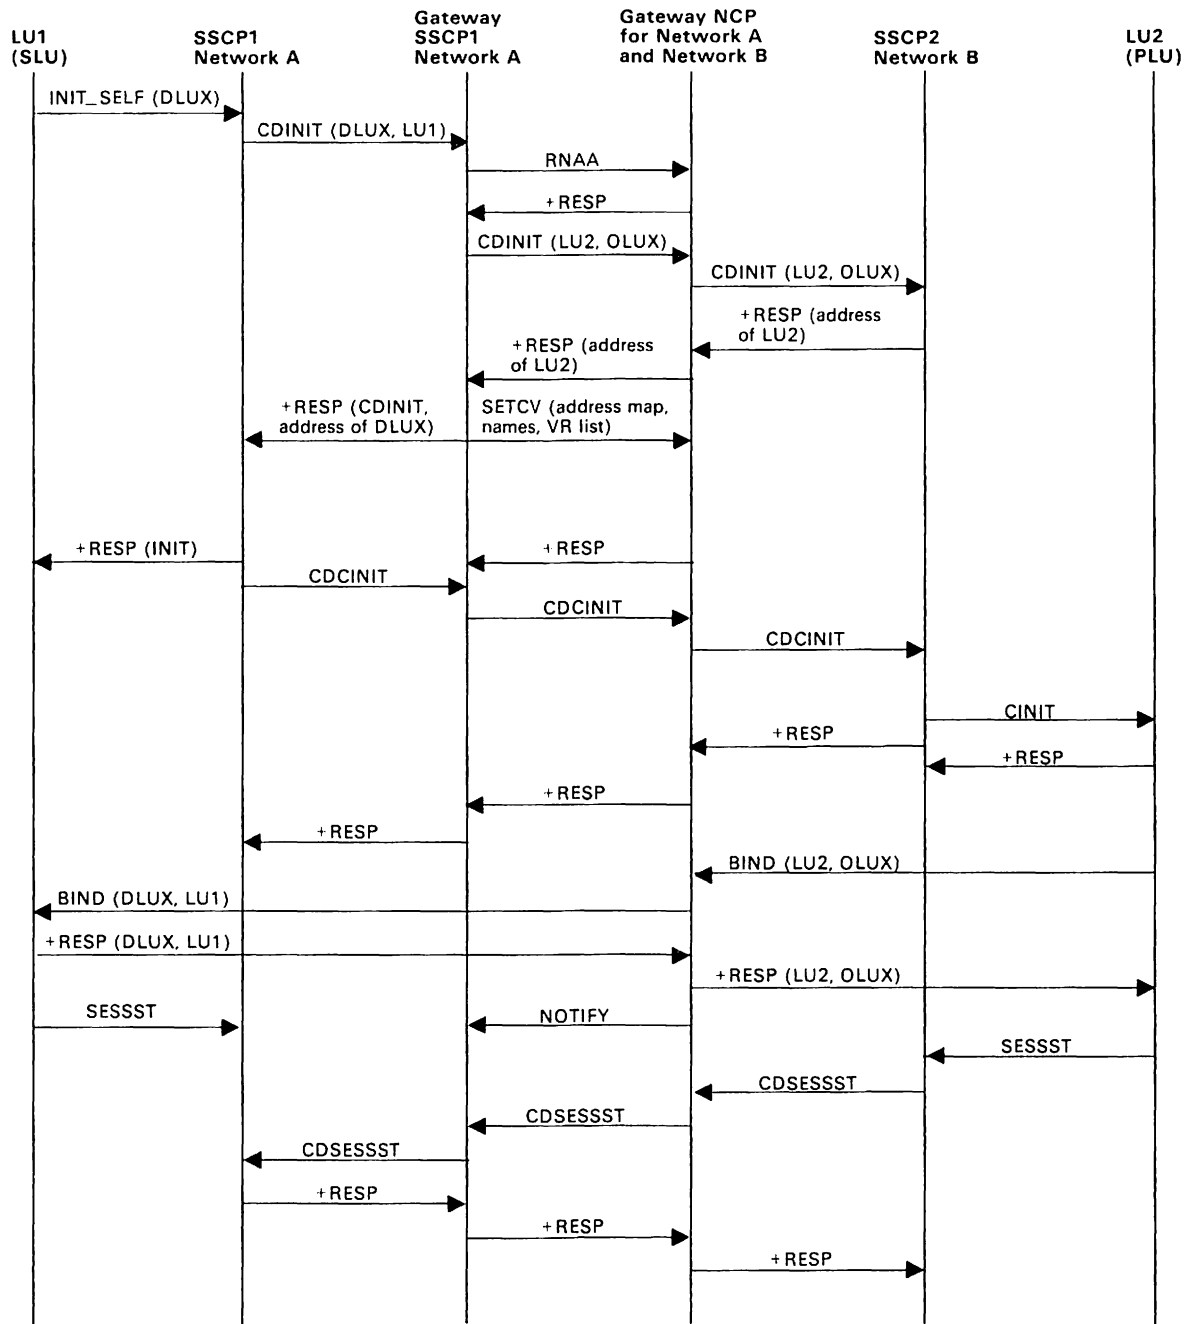 LU1
(SLU)
SSCP1
Network A
Gateway
SSCP1
Network A
Gateway NCP
for Network A
and Network B
SSCP2
Network B
LU2
(PLU)
INIT_SELF (DLUX)
CDINIT (DLUX, LU1)
RNAA
+RESP
CDINIT (LU2, OLUX)
CDINIT (LU2, OLUX)
+RESP (address
of LU2)
+RESP (address
of LU2)
+RESP (CDINIT,
address of DLUX)
SETCV (address map,
names, VR list)
+RESP (INIT)
+RESP
CDCINIT
CDCINIT
CDCINIT
CINIT
+RESP
+RESP
+RESP
+RESP
BIND (LU2, OLUX)
BIND (DLUX, LU1)
+RESP (DLUX, LU1)
+RESP (LU2, OLUX)
SESSST
NOTIFY
SESSST
CDSESSST
CDSESSST
CDSESSST
+RESP
+RESP
+RESP